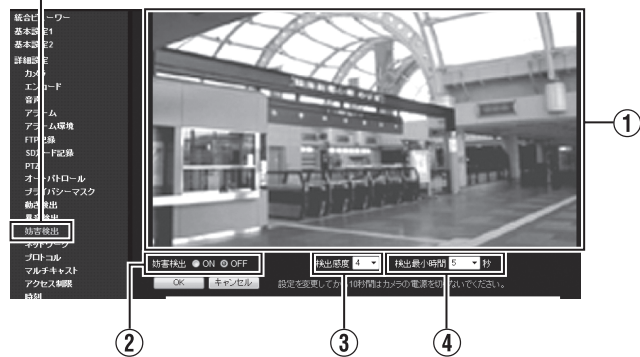 統合ビューワー
基本設定1
基本設定2
詳細設定
カメラ
エンコード
音声
アラーム
アラーム環境
FTP記録
SDカード記録
PTZ
オートパトロール
プライバシーマスク
動き検出
妨害検出
ネットワーク
プロトコル
マルチキャスト
アクセス制限
時刻
①
妨害検出 ON OFF
検出感度 4
検出最小時間 5 秒
OK キャンセル 設定を変更してから10秒間はカメラの電源を切らないでください。
② ③ ④